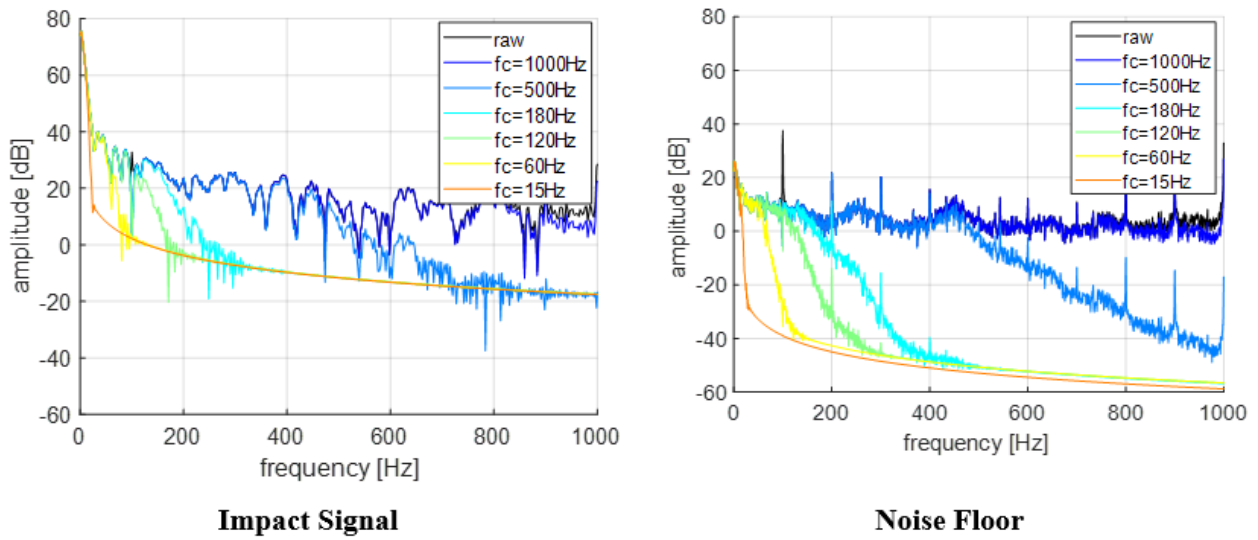 80
60
40
20
0
-20
-40
-60
amplitude [dB]
0
200
400
600
800
1000
frequency [Hz]
raw
fc=1000Hz
fc=500Hz
fc=180Hz
fc=120Hz
fc=60Hz
fc=15Hz
Impact Signal
80
60
40
20
0
-20
-40
-60
amplitude [dB]
0
200
400
600
800
1000
frequency [Hz]
raw
fc=1000Hz
fc=500Hz
fc=180Hz
fc=120Hz
fc=60Hz
fc=15Hz
Noise Floor